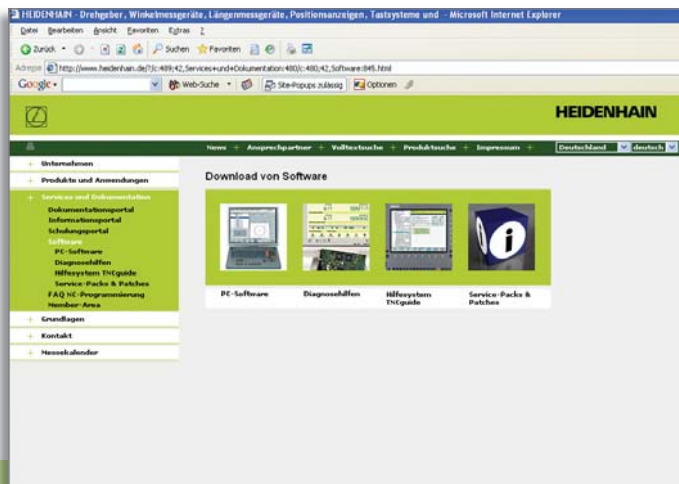 HEIDENHAIN - Drehgeber, Winkelmessgeräte, Längenmessgeräte, Positionsanzeigen, Tastsysteme und - Microsoft Internet Explorer
Datei Bearbeiten Ansicht Favoriten Extras ?
Zurück Suchen Favoriten
Adresse http://www.heidenhain.de/?/c:489;42,Services+und+Dokumentation:480/c:480;42,Software:845.html
Google Web-Suche Site-Popups zulässig Optionen
HEIDENHAIN
News + Ansprechpartner + Volltextsuche + Produktsuche + Impressum + Deutschland deutsch
+ Unternehmen
+ Produkte und Anwendungen
+ Services und Dokumentation
Dokumentationsportal
Informationsportal
Schulungsportal
Software
PC-Software
Diagnosehilfen
Hilfesystem TNCguide
Service-Packs & Patches
FAQ NC-Programmierung
Member-Area
+ Grundlagen
+ Kontakt
+ Messekalender
Download von Software
i
PC-Software Diagnosehilfen Hilfesystem TNCguide Service-Packs & Patches